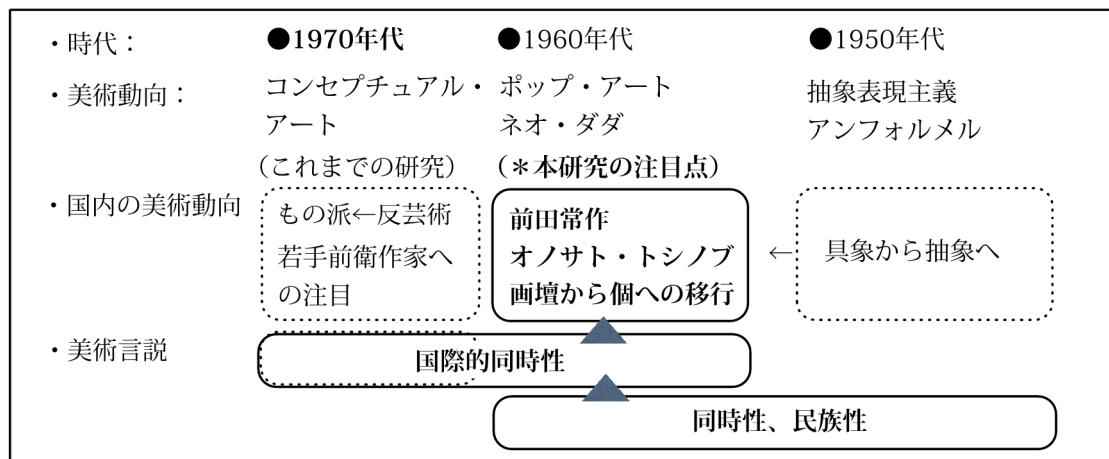 ・時代：
●1970年代
●1960年代
●1950年代
・美術動向：
コンセプチュアル・
アート
ポップ・アート
ネオ・ダダ
抽象表現主義
アンフォルメル
（これまでの研究）
（＊本研究の注目点）
・国内の美術動向
もの派←反芸術
若手前衛作家へ
の注目
前田常作
オノサト・トシノブ
画壇から個への移行
←
具象から抽象へ
・美術言説
国際的同時性
同時性、民族性